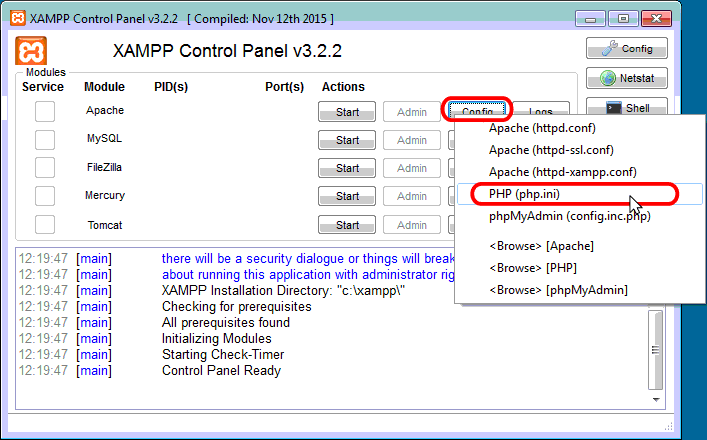 XAMPP Control Panel v3.2.2 [ Compiled: Nov 12th 2015 ]
XAMPP Control Panel v3.2.2
Config
Netstat
Shell
Modules
Service Module PID(s) Port(s) Actions
Apache Start Admin Config Logs
MySQL Start Admin
FileZilla Start Admin
Mercury Start Admin
Tomcat Start Admin
Apache (httpd.conf)
Apache (httpd-ssl.conf)
Apache (httpd-xampp.conf)
PHP (php.ini)
phpMyAdmin (config.inc.php)
<Browse> [Apache]
<Browse> [PHP]
<Browse> [phpMyAdmin]
12:19:47 [main] there will be a security dialogue or things will break
12:19:47 [main] about running this application with administrator rig
12:19:47 [main] XAMPP Installation Directory: "c:\xampp\"
12:19:47 [main] Checking for prerequisites
12:19:47 [main] All prerequisites found
12:19:47 [main] Initializing Modules
12:19:47 [main] Starting Check-Timer
12:19:47 [main] Control Panel Ready